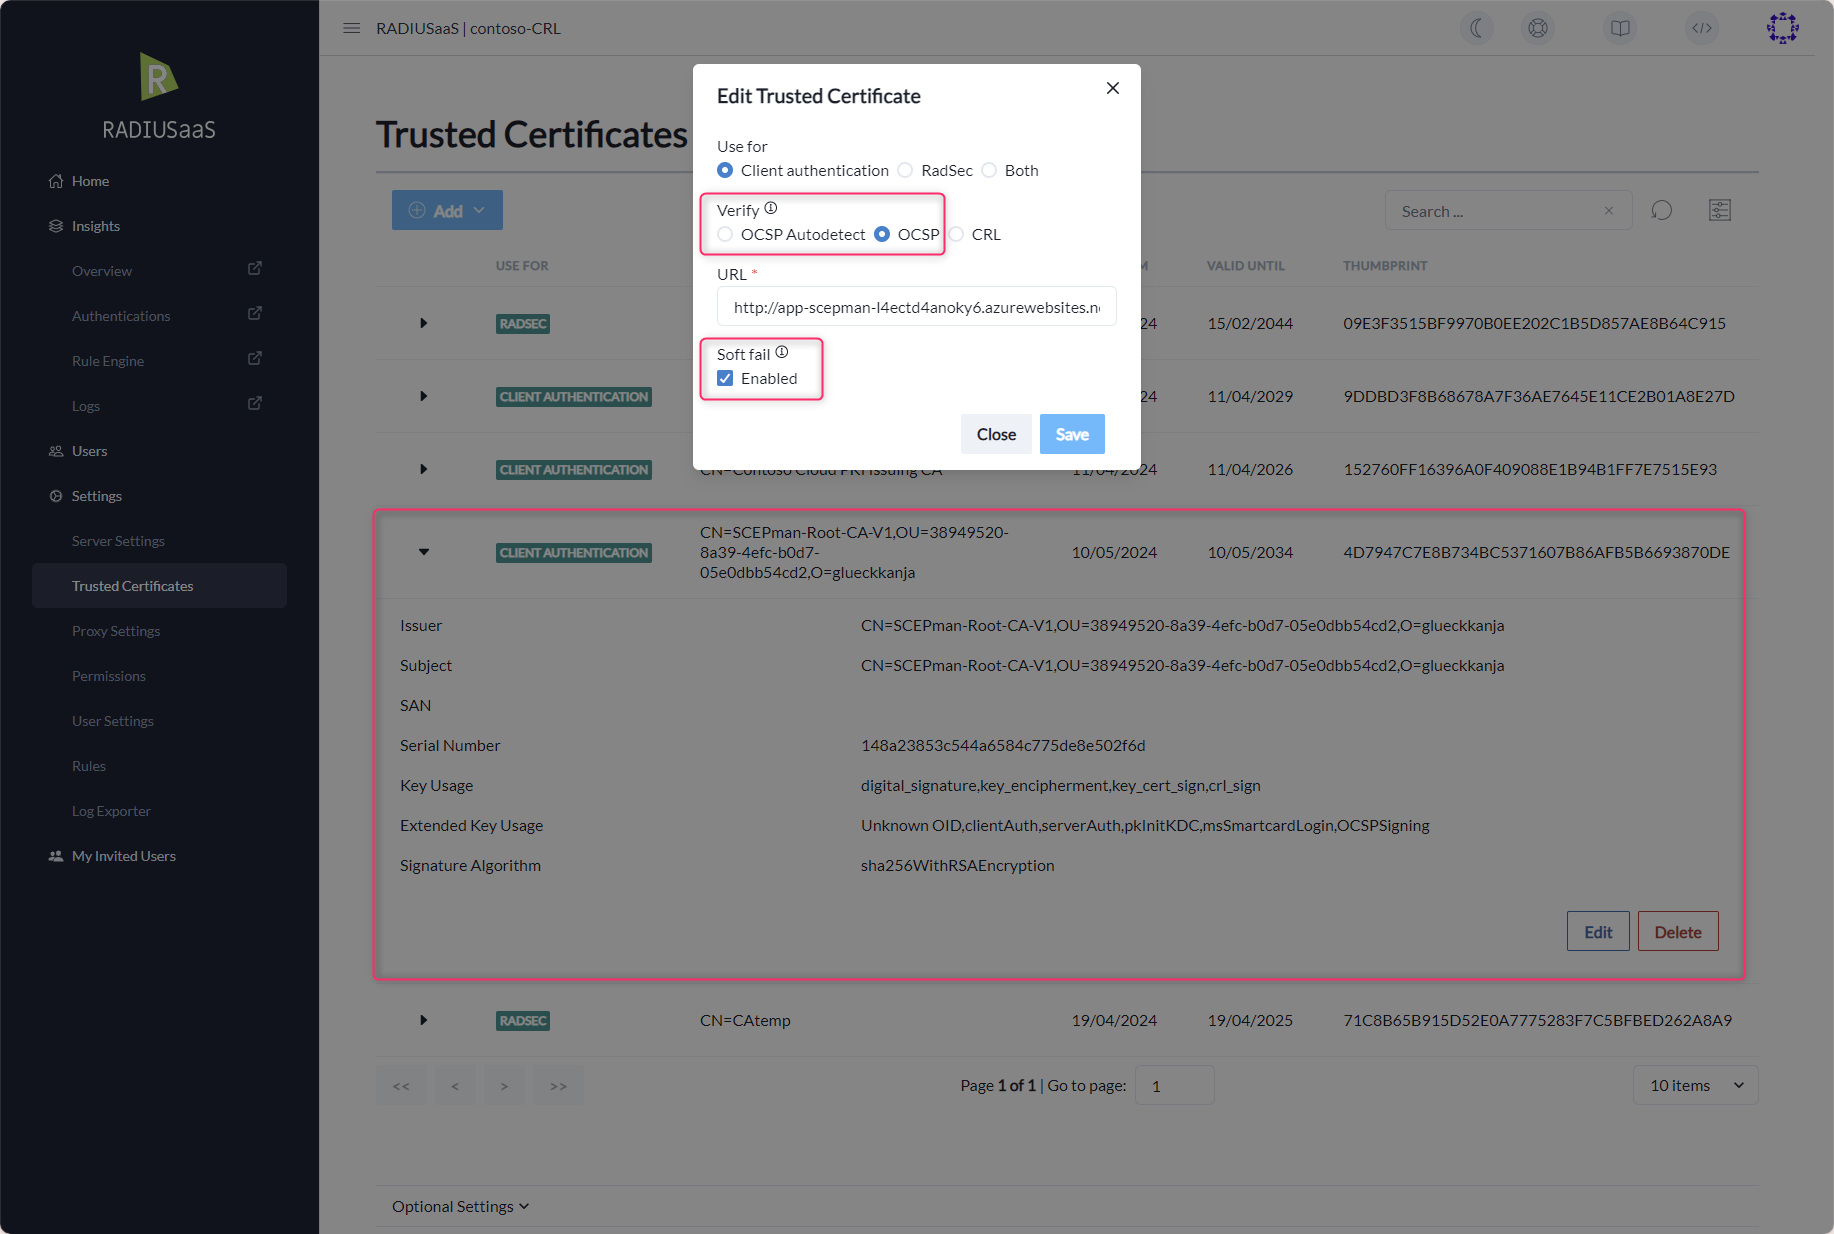 RADIUSaaS | contoso-CRL
R
RADIUSaaS
Home
Insights
Overview
Authentications
Rule Engine
Logs
Users
Settings
Server Settings
Trusted Certificates
Proxy Settings
Permissions
User Settings
Rules
Log Exporter
My Invited Users
Trusted Certificates
Add
Search ...
USE FOR VALID UNTIL THUMBPRINT
Edit Trusted Certificate
Use for
Client authentication RadSec Both
Verify
OCSP Autodetect OCSP CRL
URL *
http://app-scepman-l4ectd4anoky6.azurewebsites.n
Soft fail
Enabled
Close Save
RADSEC 24 15/02/2044 09E3F3515BF9970B0EE202C1B5D857AE8B64C915
CLIENT AUTHENTICATION 24 11/04/2029 9DDBD3F8B68678A7F36AE7645E11CE2B01A8E27D
CLIENT AUTHENTICATION CN=Contoso Cloud PKI Issuing CA 11/04/2024 11/04/2026 152760FF16396A0F409088E1B94B1FF7E7515E93
CLIENT AUTHENTICATION CN=SCEPman-Root-CA-V1,OU=38949520-
8a39-4efc-b0d7-
05e0dbb54cd2,O=glueckkanja 10/05/2024 10/05/2034 4D7947C7E8B734BC5371607B86AFB5B6693870DE
Issuer CN=SCEPman-Root-CA-V1,OU=38949520-8a39-4efc-b0d7-05e0dbb54cd2,O=glueckkanja
Subject CN=SCEPman-Root-CA-V1,OU=38949520-8a39-4efc-b0d7-05e0dbb54cd2,O=glueckkanja
SAN
Serial Number 148a23853c544a6584c775de8e502f6d
Key Usage digital_signature,key_encipherment,key_cert_sign,crl_sign
Extended Key Usage Unknown OID,clientAuth,serverAuth,pkInitKDC,msSmartcardLogin,OCSPSigning
Signature Algorithm sha256WithRSAEncryption
Edit Delete
RADSEC CN=CAtemp 19/04/2024 19/04/2025 71C8B65B915D52E0A7775283F7C5BFBED262A8A9
<< < > >> Page 1 of 1 | Go to page: 1 10 items
Optional Settings